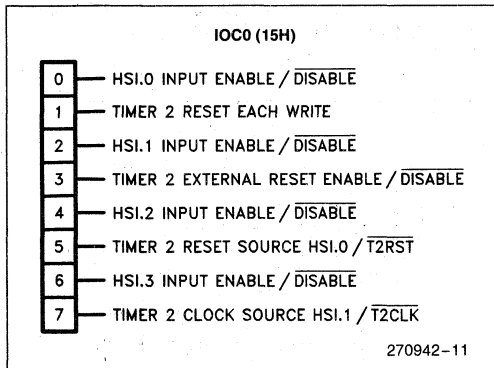 IOC0 (15H)
0 HSI.0 INPUT ENABLE / DISABLE
1 TIMER 2 RESET EACH WRITE
2 HSI.1 INPUT ENABLE / DISABLE
3 TIMER 2 EXTERNAL RESET ENABLE / DISABLE
4 HSI.2 INPUT ENABLE / DISABLE
5 TIMER 2 RESET SOURCE HSI.0 / T2RST
6 HSI.3 INPUT ENABLE / DISABLE
7 TIMER 2 CLOCK SOURCE HSI.1 / T2CLK
270942-11